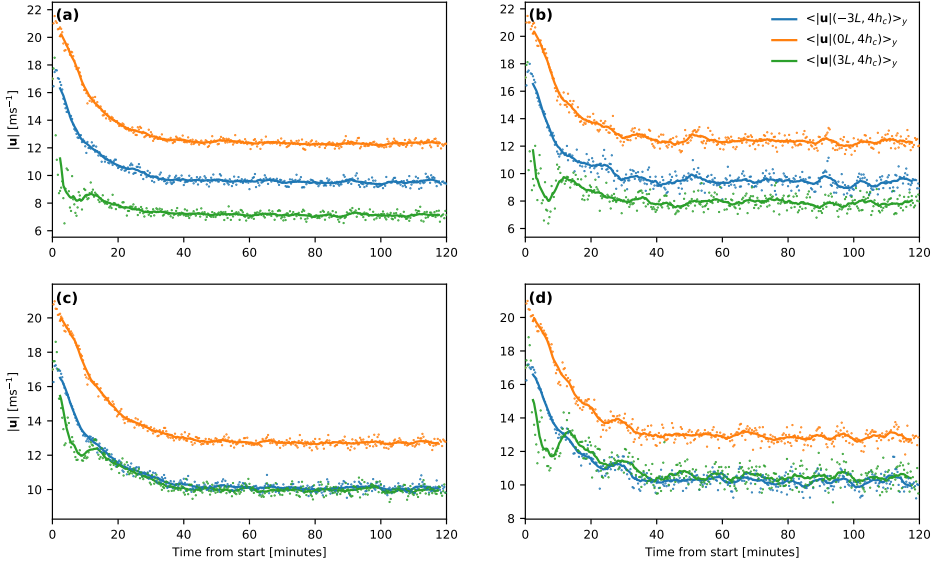 (a)
|u| [ms⁻¹]
22
20
18
16
14
12
10
8
6
0 20 40 60 80 100 120
(b)
<|u|(−3L, 4h_c)>_y
<|u|(0L, 4h_c)>_y
<|u|(3L, 4h_c)>_y
22
20
18
16
14
12
10
8
6
0 20 40 60 80 100 120
(c)
|u| [ms⁻¹]
20
18
16
14
12
10
0 20 40 60 80 100 120
Time from start [minutes]
(d)
20
18
16
14
12
10
8
0 20 40 60 80 100 120
Time from start [minutes]